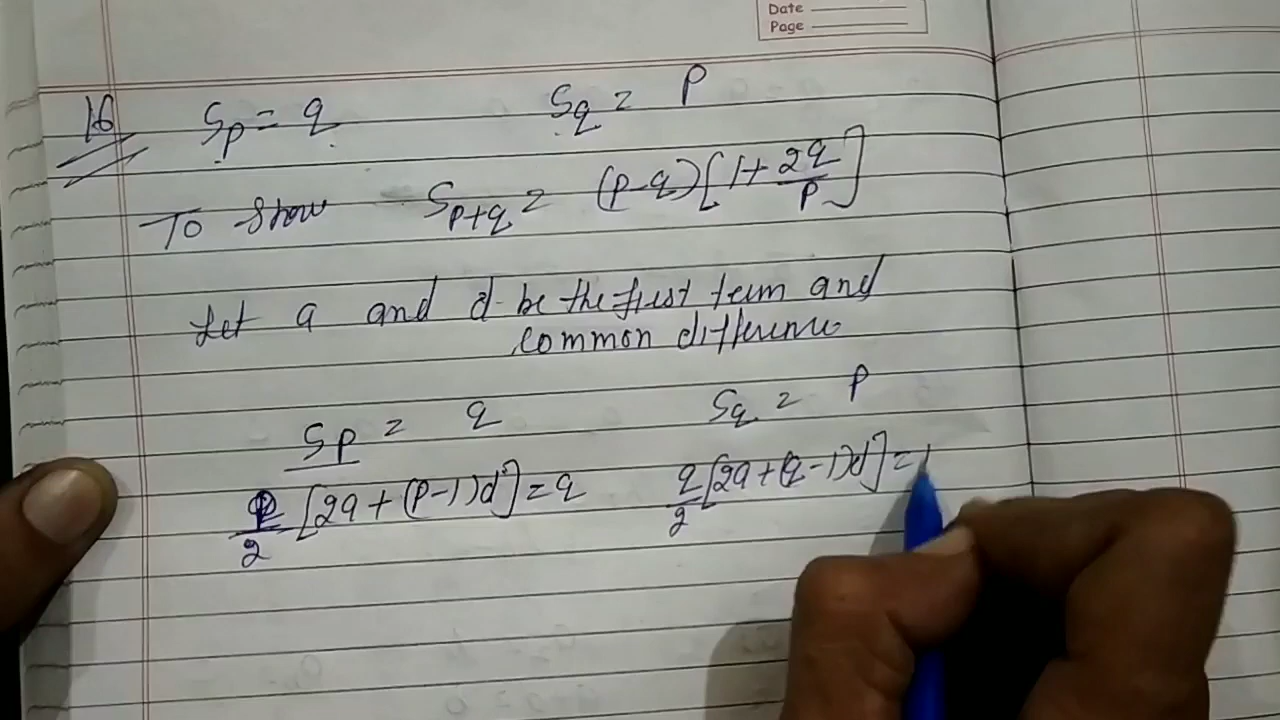 Date
Page
16 Sp = q Sq = P
To Show Sp+q = (p-q)[1+2q/p]
Let a and d be the first term and
common difference
Sp = q Sq = P
p/2 [2a+(p-1)d] = q q/2 [2a+(q-1)d] =